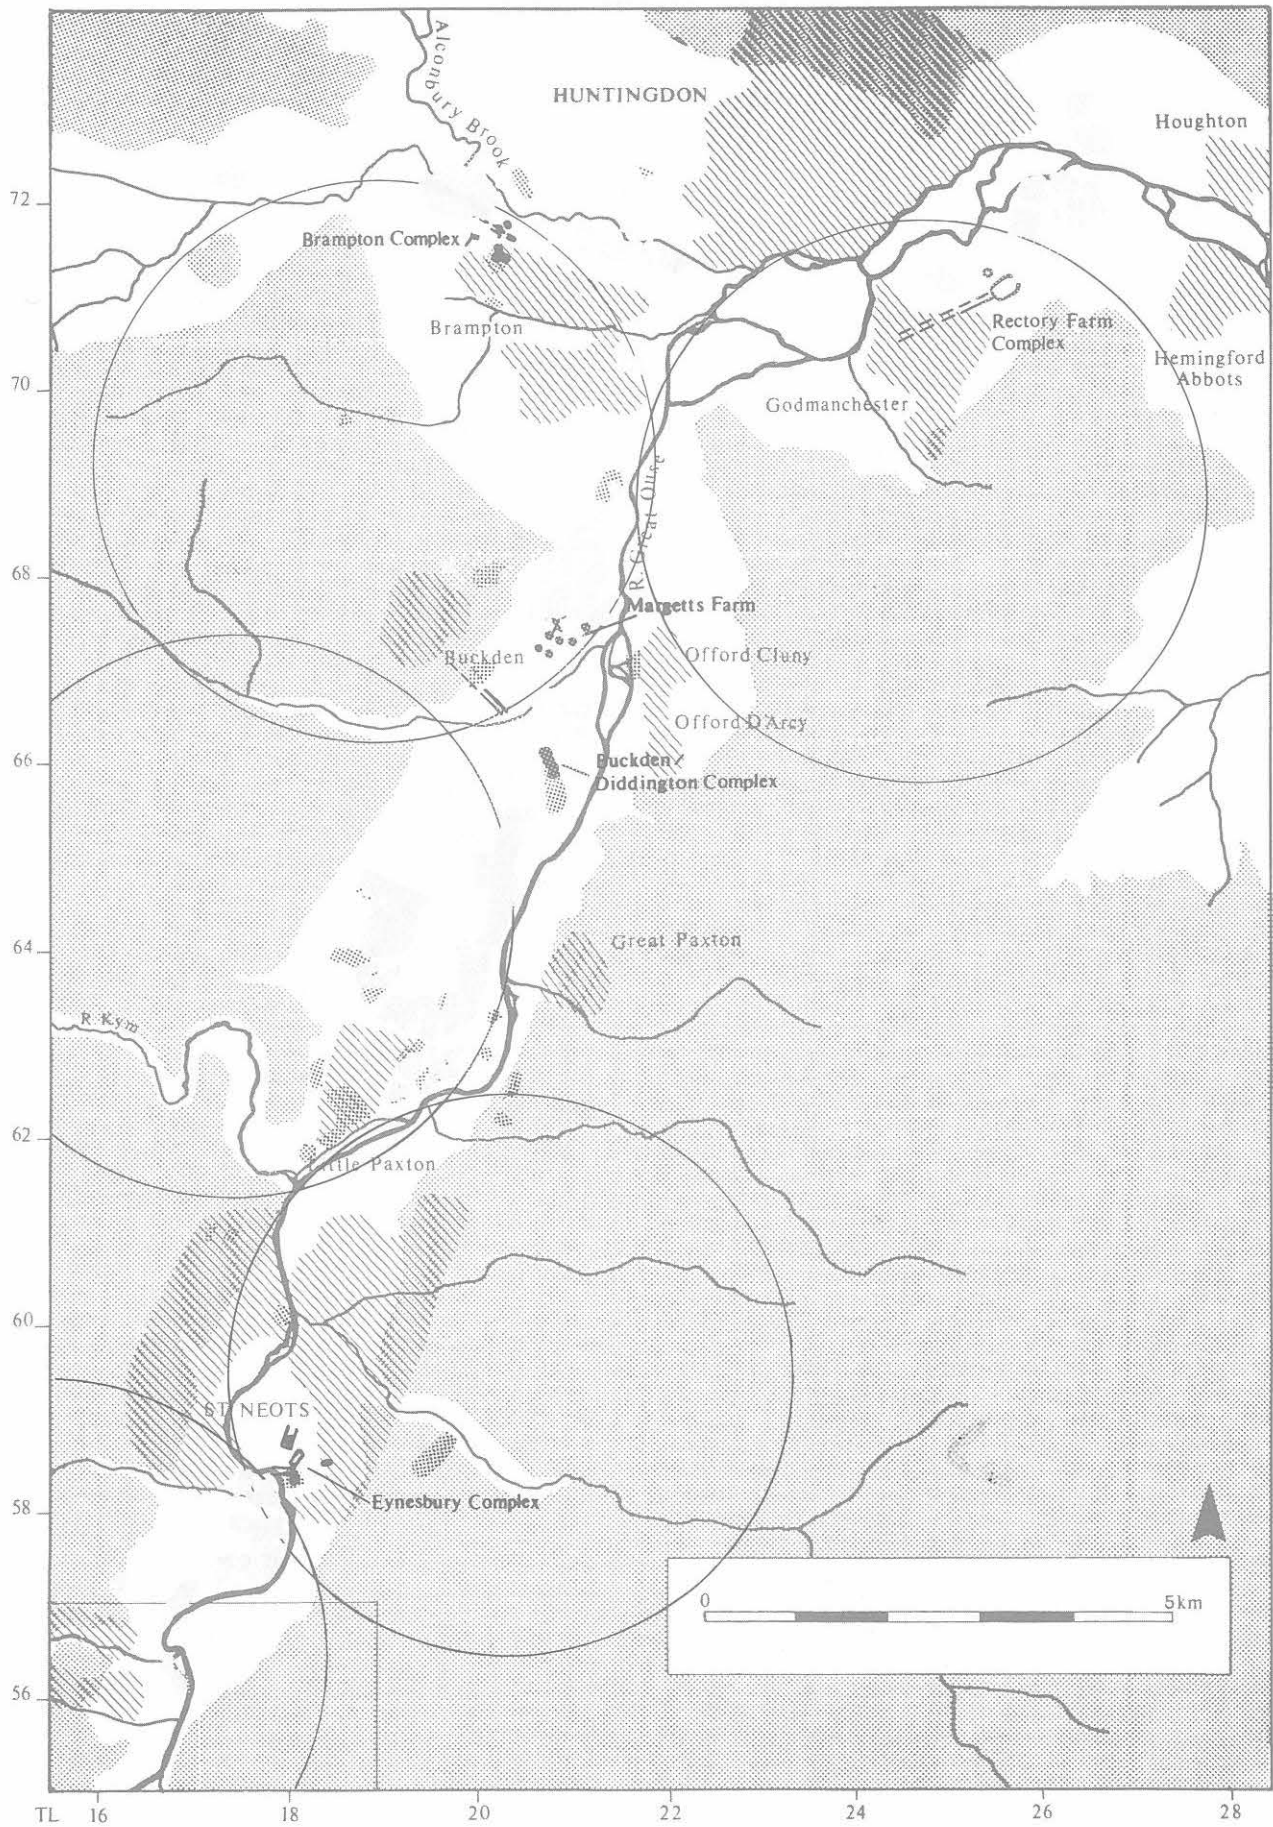 Alconbury Brook
HUNTINGDON
Houghton
72
Brampton Complex
Brampton
Rectory Farm
Complex
Hemingford
Abbots
70
Godmanchester
R. Great Ouse
68
Margetts Farm
Buckden
Offord Cluny
Offord D'Arcy
66
Buckden /
Diddington Complex
64
Great Paxton
R. Kym
62
Little Paxton
60
ST NEOTS
58
Eynesbury Complex
0 5km
56
TL 16 18 20 22 24 26 28